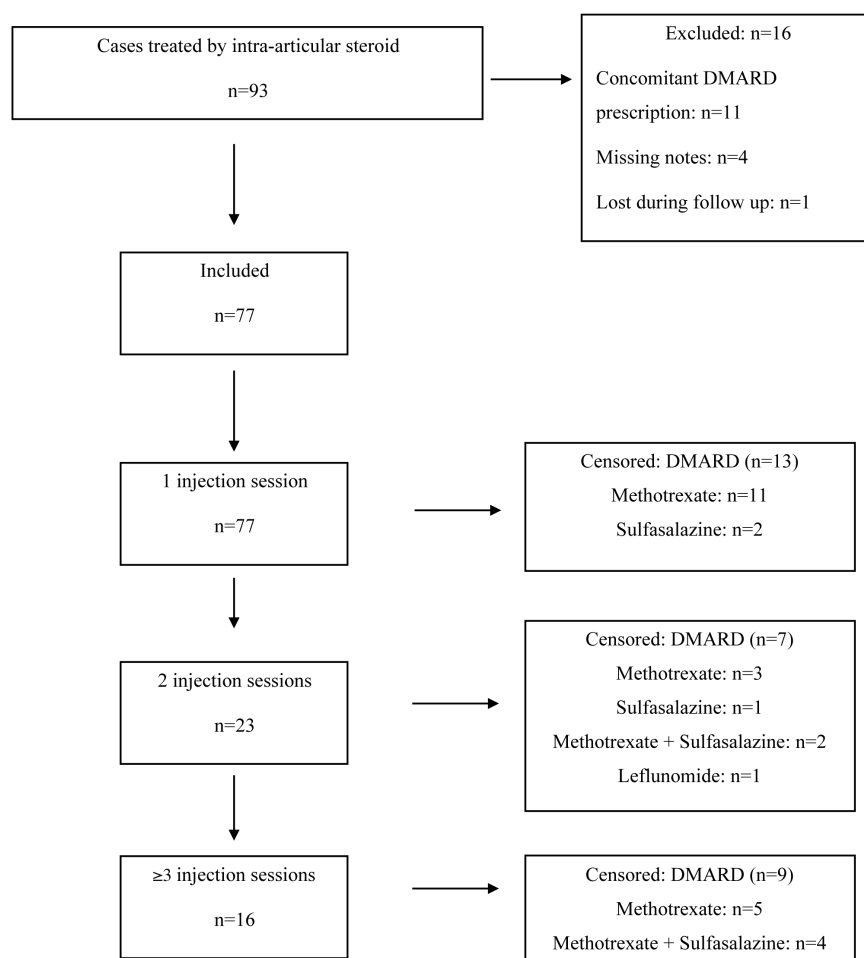 Cases treated by intra-articular steroid
n=93
Excluded: n=16
Concomitant DMARD
prescription: n=11
Missing notes: n=4
Lost during follow up: n=1
Included
n=77
1 injection session
n=77
Censored: DMARD (n=13)
Methotrexate: n=11
Sulfasalazine: n=2
2 injection sessions
n=23
Censored: DMARD (n=7)
Methotrexate: n=3
Sulfasalazine: n=1
Methotrexate + Sulfasalazine: n=2
Leflunomide: n=1
≥3 injection sessions
n=16
Censored: DMARD (n=9)
Methotrexate: n=5
Methotrexate + Sulfasalazine: n=4